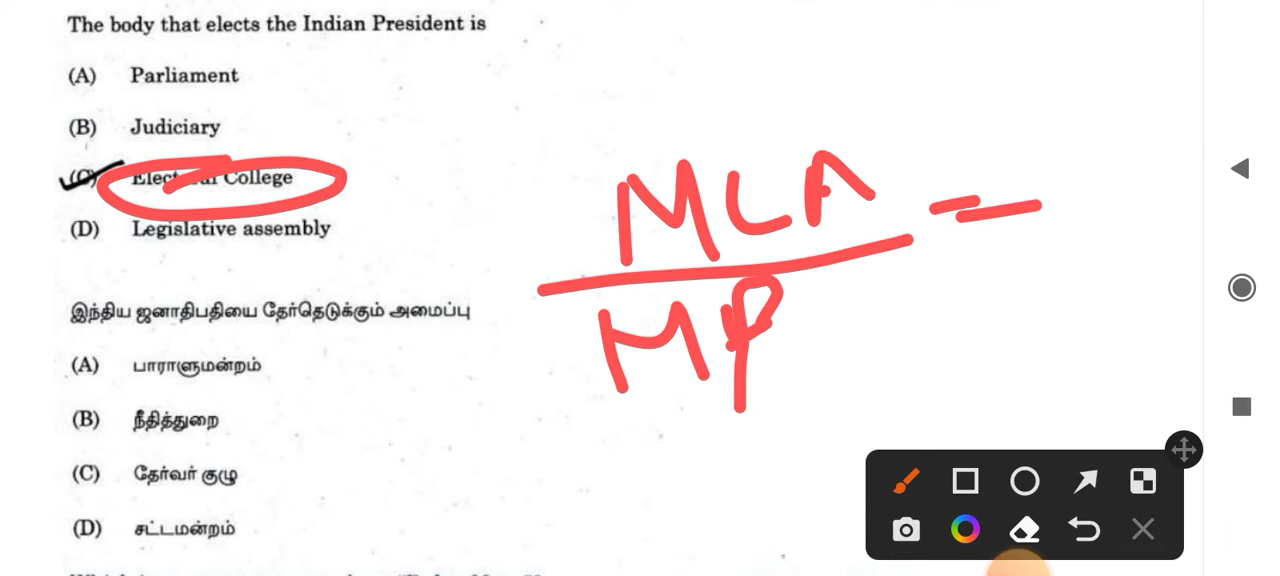 The body that elects the Indian President is
(A) Parliament
(B) Judiciary
(C) Electoral College
(D) Legislative assembly
MLA
MP
இந்திய ஜனாதிபதியை தேர்தெடுக்கும் அமைப்பு
(A) பாராளுமன்றம்
(B) நீதித்துறை
(C) தேர்வர் குழு
(D) சட்டமன்றம்